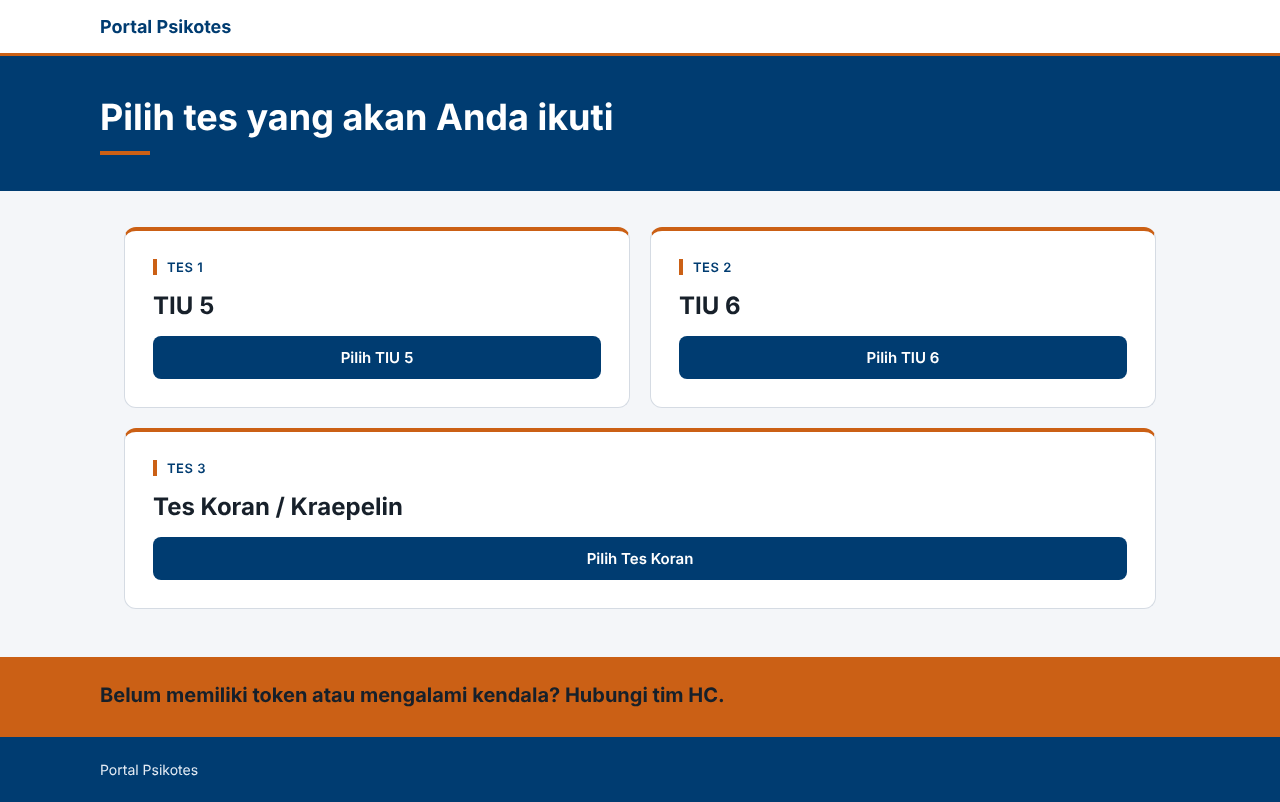 Portal Psikotes
Pilih tes yang akan Anda ikuti
TES 1
TIU 5
Pilih TIU 5
TES 2
TIU 6
Pilih TIU 6
TES 3
Tes Koran / Kraepelin
Pilih Tes Koran
Belum memiliki token atau mengalami kendala? Hubungi tim HC.
Portal Psikotes